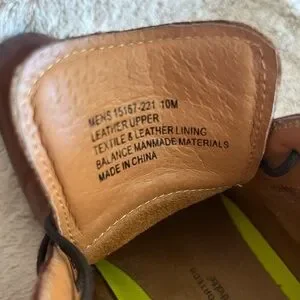 MENS 15167-221 10M
LEATHER UPPER
TEXTILE & LEATHER LINING
BALANCE MANMADE MATERIALS
MADE IN CHINA